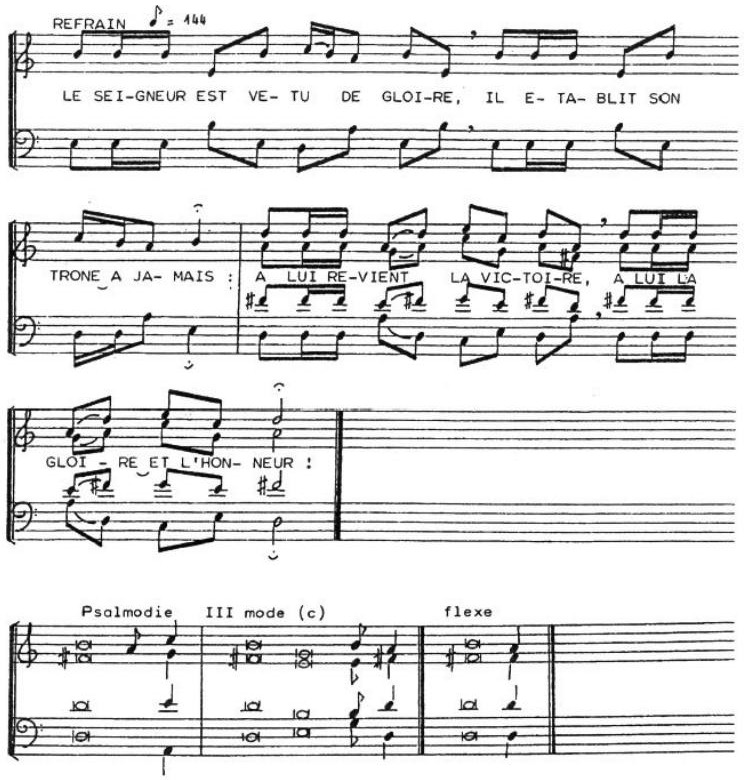 REFRAIN ♪ = 144
LE SEI-GNEUR EST VE- TU DE GLOI-RE, IL E- TA- BLIT SON
TRONE‿A JA- MAIS : A LUI RE-VIENT LA VIC-TOI-RE, A LUI LA
GLOI - RE‿ET L'HON- NEUR !
Psalmodie III mode (c) flexe